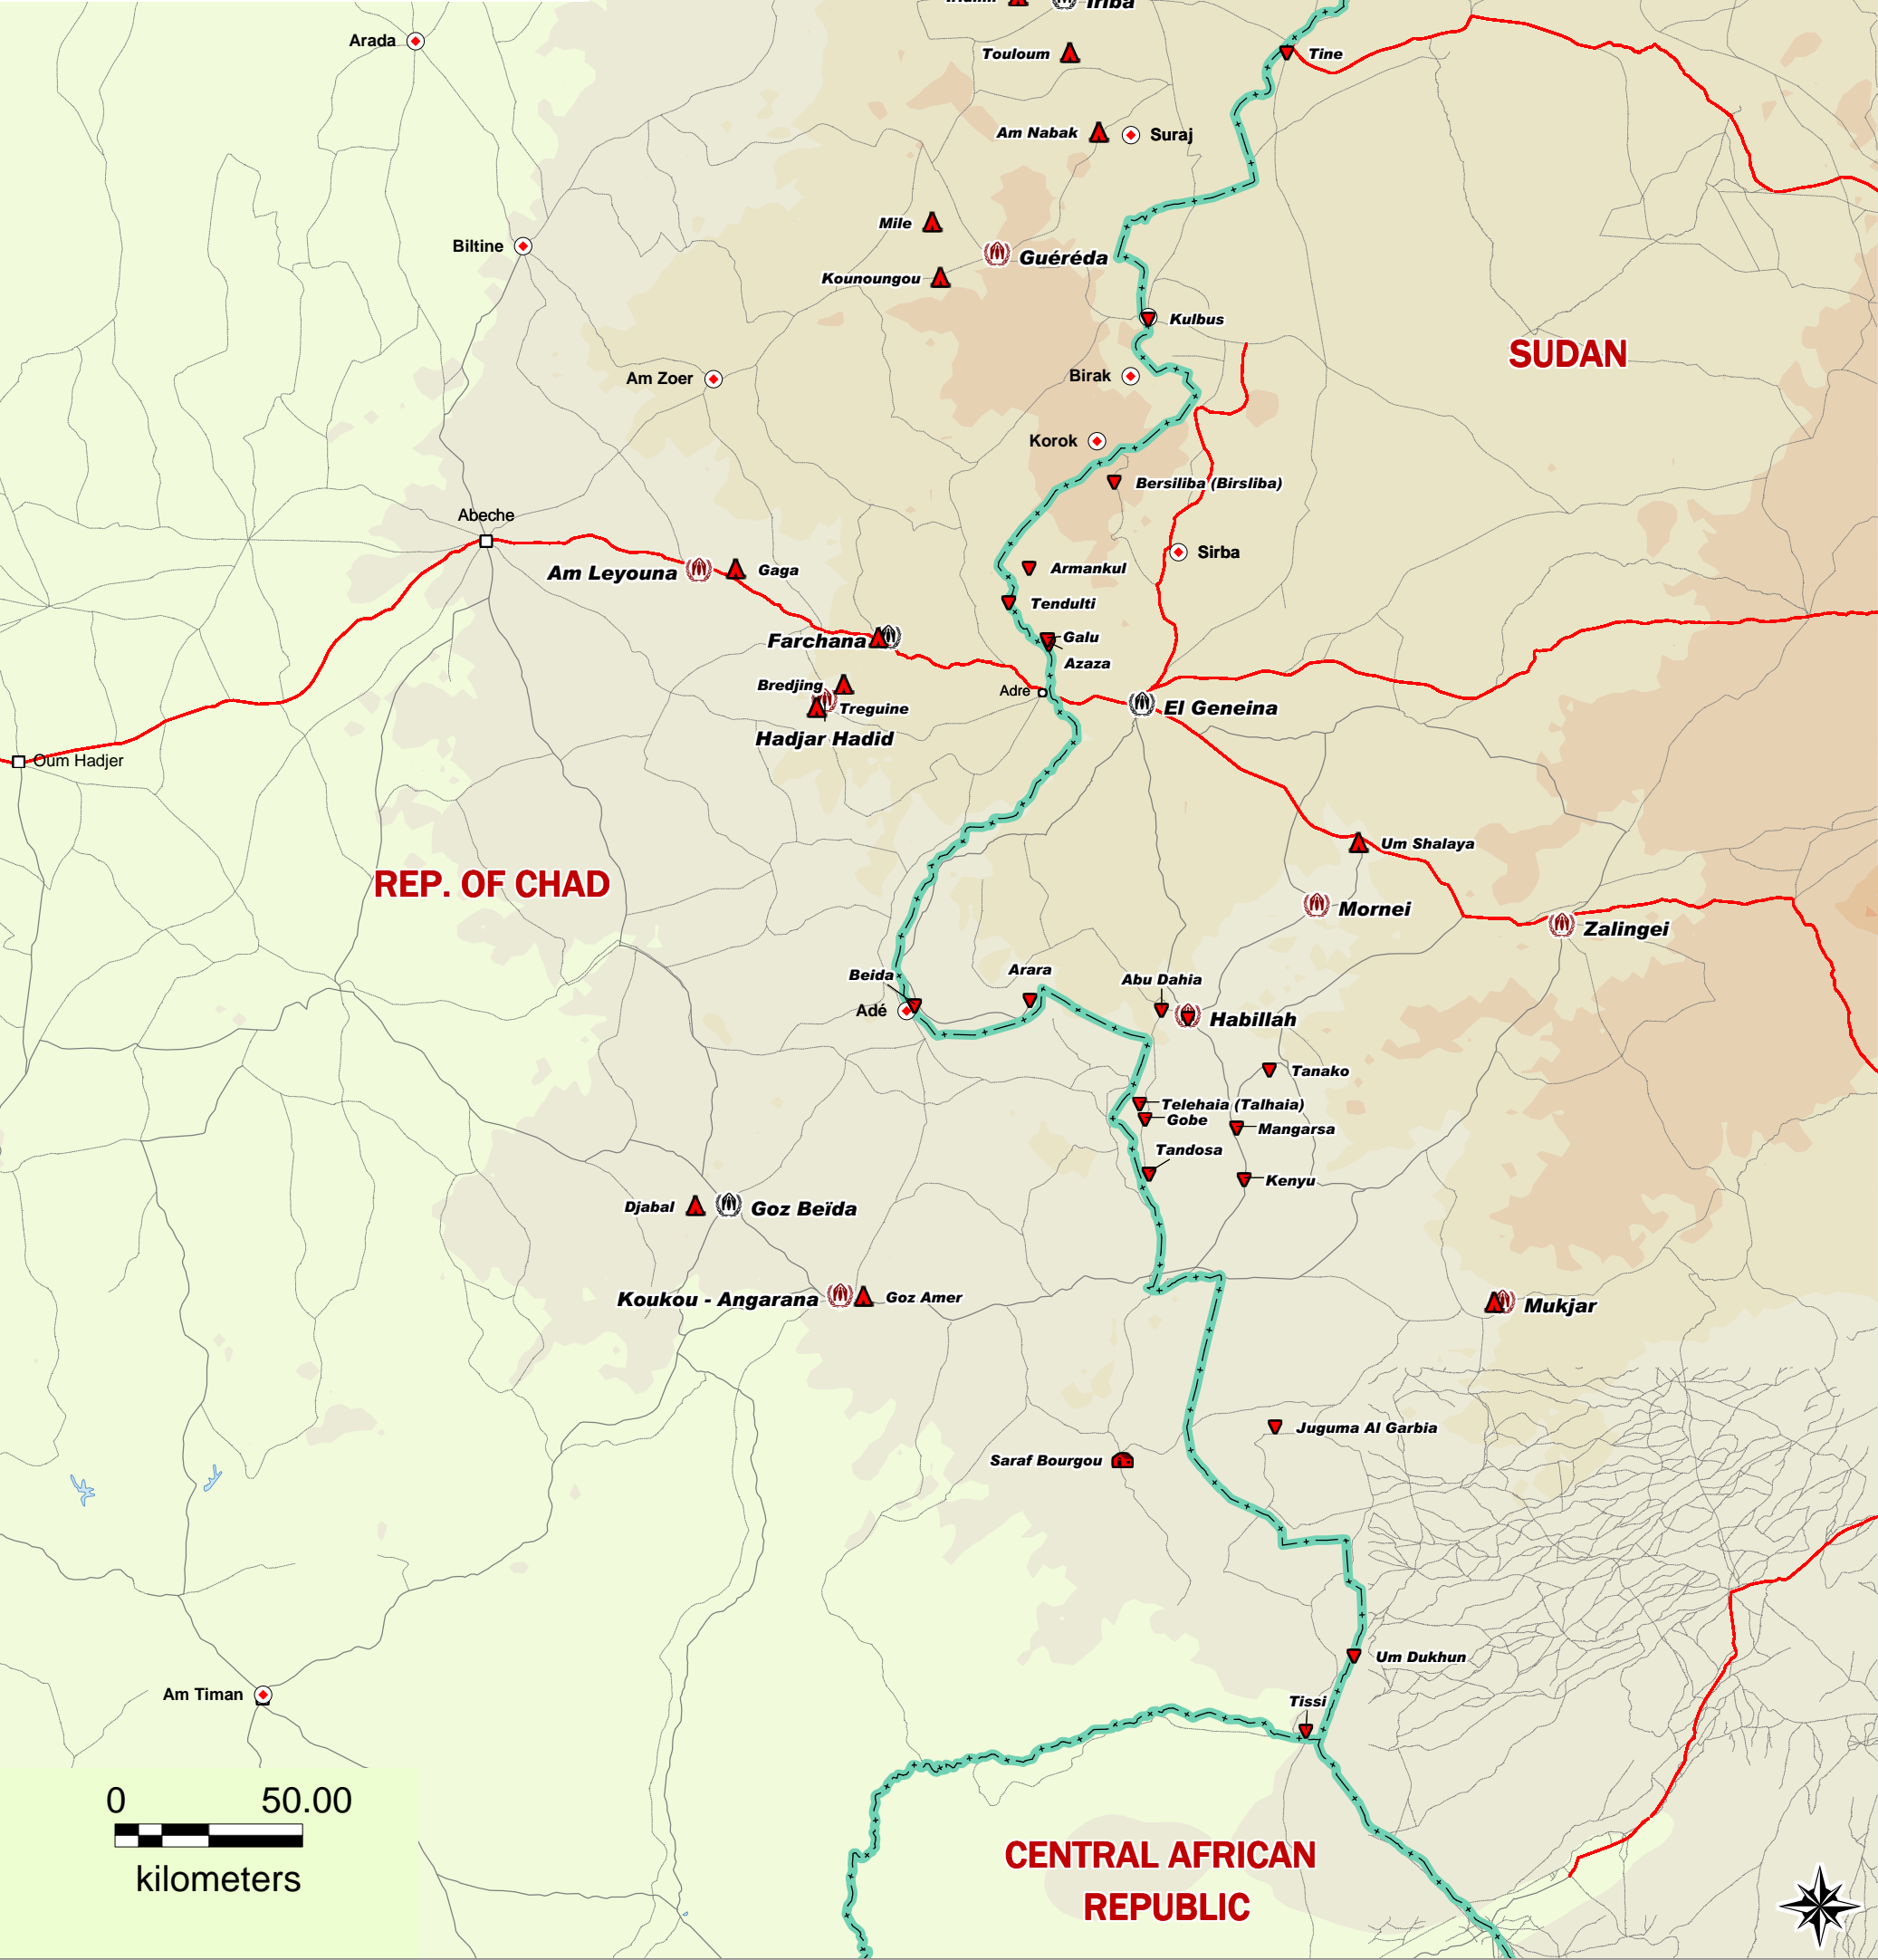 Iriba
Arada
Touloum
Tine
Am Nabak
Suraj
Mile
Biltine
Guéréda
Kounoungou
Kulbus
SUDAN
Am Zoer
Birak
Korok
Bersiliba (Birsliba)
Abeche
Sirba
Am Leyouna
Gaga
Armankul
Tendulti
Farchana
Galu
Azaza
Bredjing
Adre
Treguine
El Geneina
Hadjar Hadid
Oum Hadjer
Um Shalaya
REP. OF CHAD
Mornei
Zalingei
Beida
Arara
Abu Dahia
Adé
Habillah
Tanako
Telehaia (Talhaia)
Gobe
Mangarsa
Tandosa
Kenyu
Djabal
Goz Beïda
Koukou - Angarana
Goz Amer
Mukjar
Juguma Al Garbia
Saraf Bourgou
Um Dukhun
Am Timan
Tissi
0 50.00
kilometers
CENTRAL AFRICAN
REPUBLIC